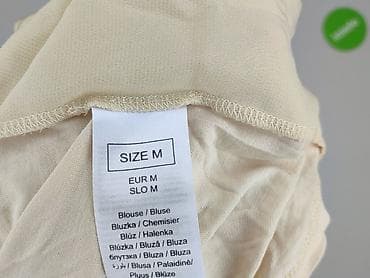 SIZE M
EUR M
SLO M
Blouse / Bluse
Bluzka / Chemisier
Blúz / Halenka
Blúzka / Bluză / Bluza
блузка / Bluza / Bluza
بلوزة / Blusa / Palaidinė/
Pluus / Blūze